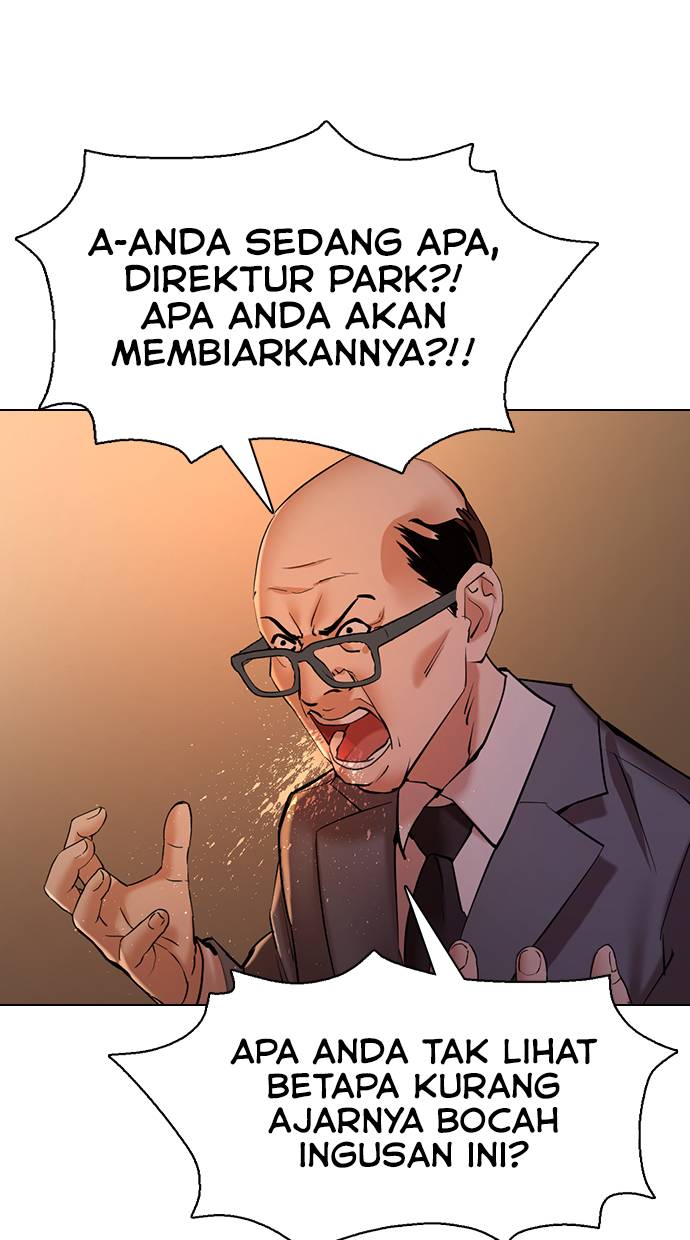 A-ANDA SEDANG APA,
DIREKTUR PARK?!
APA ANDA AKAN
MEMBIARKANNYA?!!
APA ANDA TAK LIHAT
BETAPA KURANG
AJARNYA BOCAH
INGUSAN INI?